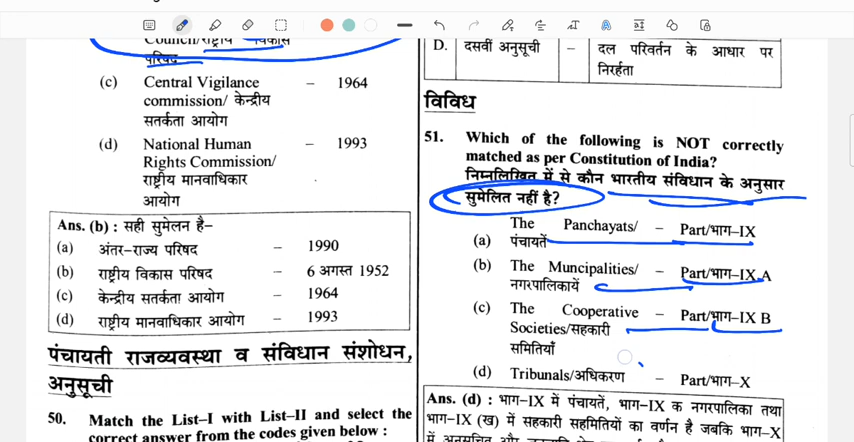 Council/राष्ट्रीय विकास
परिषद
(c) Central Vigilance – 1964
commission/ केन्द्रीय
सतर्कता आयोग
(d) National Human – 1993
Rights Commission/
राष्ट्रीय मानवाधिकार
आयोग
Ans. (b) : सही सुमेलन है–
(a) अंतर-राज्य परिषद – 1990
(b) राष्ट्रीय विकास परिषद – 6 अगस्त 1952
(c) केन्द्रीय सतर्कता आयोग – 1964
(d) राष्ट्रीय मानवाधिकार आयोग – 1993
पंचायती राजव्यवस्था व संविधान संशोधन,
अनुसूची
50. Match the List–I with List–II and select the
correct answer from the codes given below :
D. दसवीं अनुसूची – दल परिवर्तन के आधार पर
निरर्हता
विविध
51. Which of the following is NOT correctly
matched as per Constitution of India?
निम्नलिखित में से कौन भारतीय संविधान के अनुसार
सुमेलित नहीं है?
(a) The Panchayats/ – Part/भाग–IX
पंचायतें
(b) The Muncipalities/ – Part/भाग–IX A
नगरपालिकायें
(c) The Cooperative – Part/भाग–IX B
Societies/सहकारी
समितियाँ
(d) Tribunals/अधिकरण – Part/भाग–X
Ans. (d) : भाग–IX में पंचायतें, भाग–IX क नगरपालिका तथा
भाग–IX (ख) में सहकारी सहमितियों का वर्णन है जबकि भाग–X
में अनुसूचित और